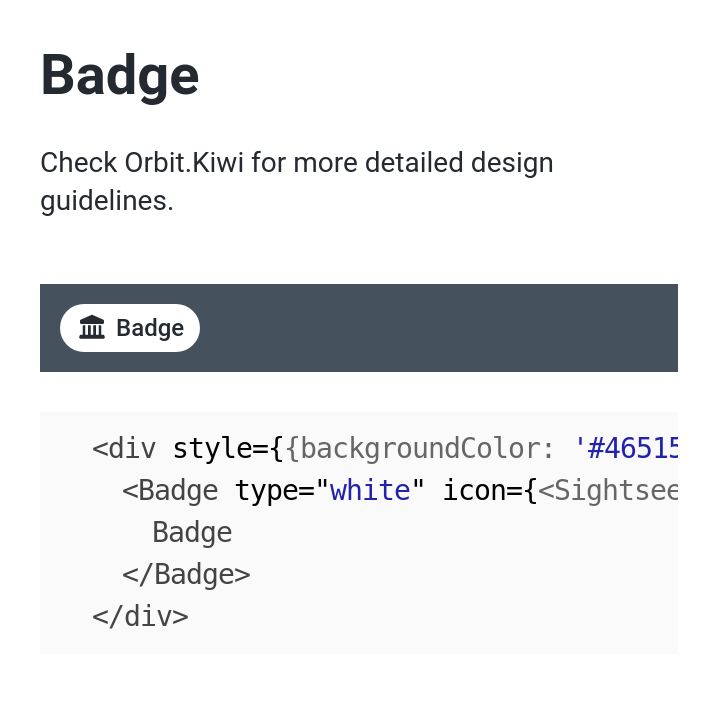 Badge
Check Orbit.Kiwi for more detailed design
guidelines.
Badge
<div style={{backgroundColor: '#46515
<Badge type="white" icon={<Sightsee
Badge
</Badge>
</div>